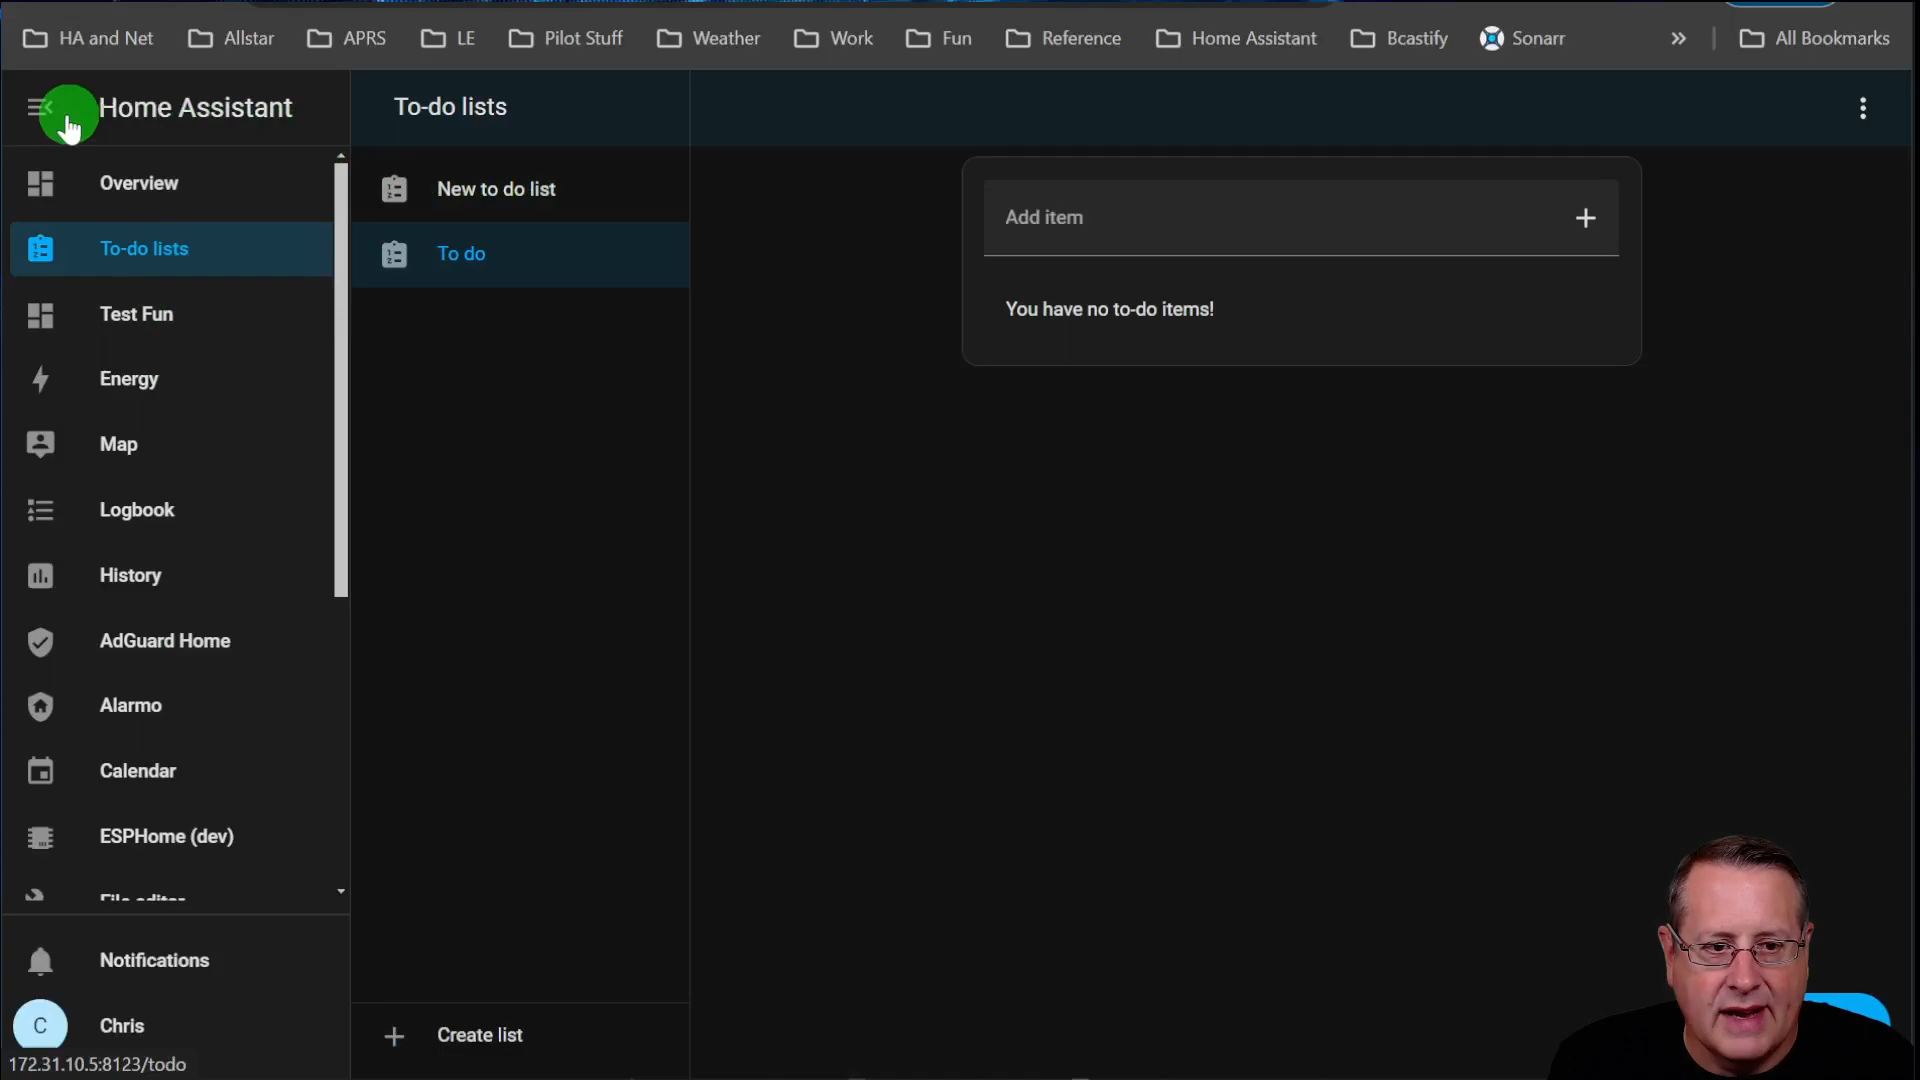 HA and Net
Allstar
APRS
LE
Pilot Stuff
Weather
Work
Fun
Reference
Home Assistant
Bcastify
Sonarr
»
All Bookmarks
Home Assistant
Overview
To-do lists
Test Fun
Energy
Map
Logbook
History
AdGuard Home
Alarmo
Calendar
ESPHome (dev)
File editor
Notifications
C
Chris
172.31.10.5:8123/todo
To-do lists
New to do list
To do
Create list
Add item
You have no to-do items!